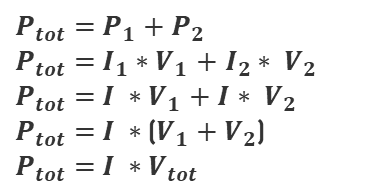 P_tot = P_1 + P_2
P_tot = I_1 * V_1 + I_2 * V_2
P_tot = I * V_1 + I * V_2
P_tot = I * (V_1 + V_2)
P_tot = I * V_tot